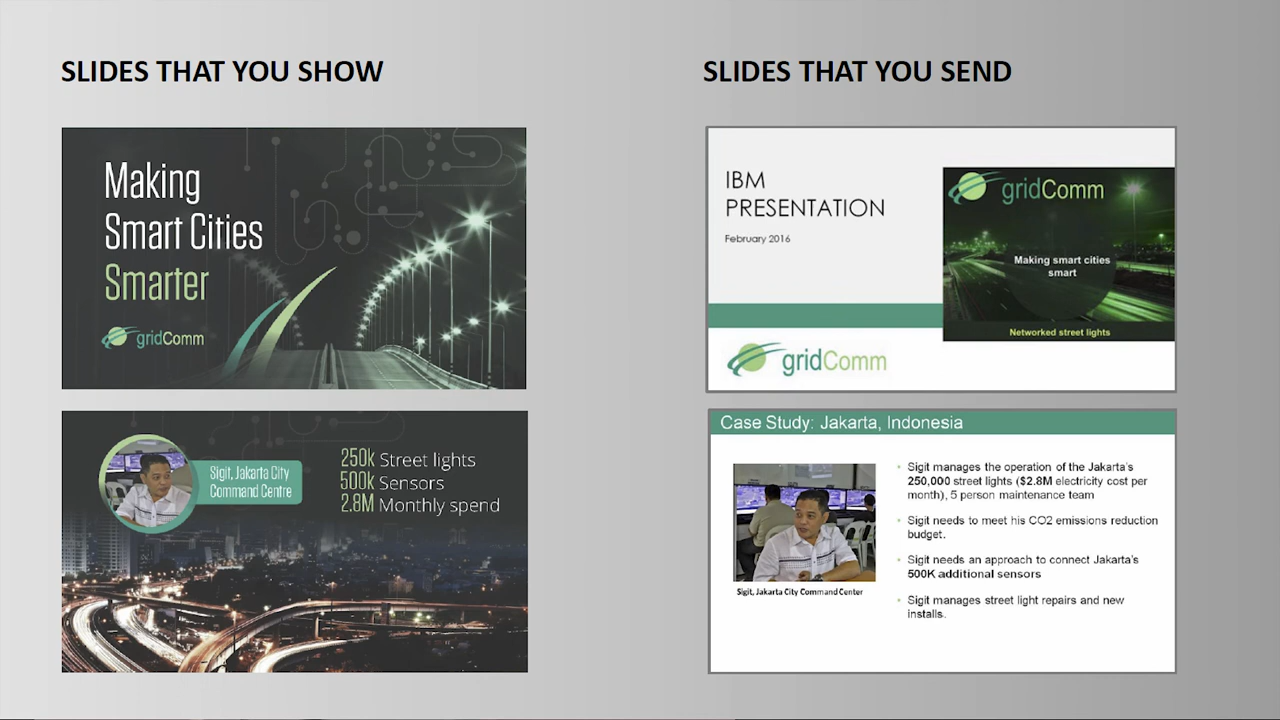 SLIDES THAT YOU SHOW
SLIDES THAT YOU SEND
Making
Smart Cities
Smarter
gridComm
IBM
PRESENTATION
February 2016
gridComm
Making smart cities
smart
Networked street lights
gridComm
Sigit, Jakarta City
Command Centre
250k Street lights
500k Sensors
2.8M Monthly spend
Case Study: Jakarta, Indonesia
Sigit, Jakarta City Command Center
• Sigit manages the operation of the Jakarta's
250,000 street lights ($2.8M electricity cost per
month), 5 person maintenance team
• Sigit needs to meet his CO2 emissions reduction
budget.
• Sigit needs an approach to connect Jakarta's
500K additional sensors
• Sigit manages street light repairs and new
installs.